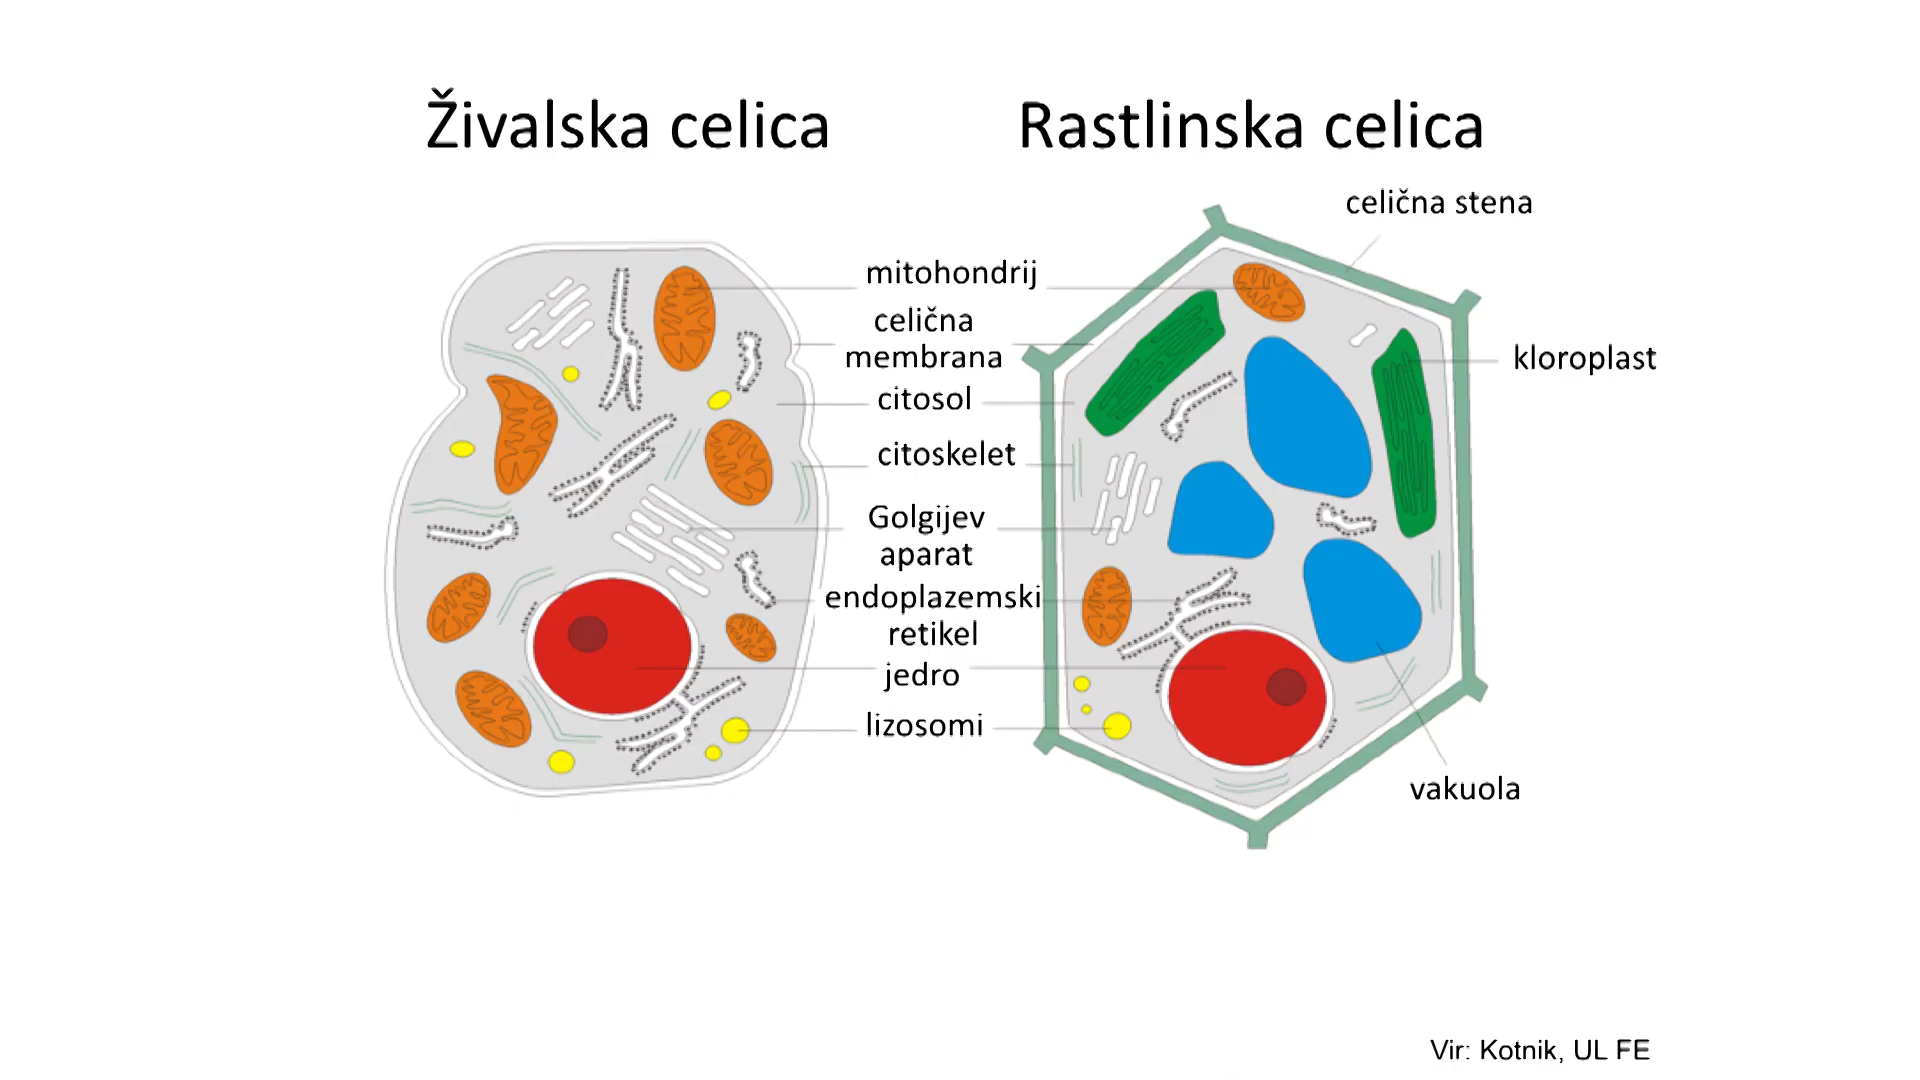 Živalska celica
Rastlinska celica
celična stena
mitohondrij
celična
membrana
kloroplast
citosol
citoskelet
Golgijev
aparat
endoplazemski
retikel
jedro
lizosomi
vakuola
Vir: Kotnik, UL FE